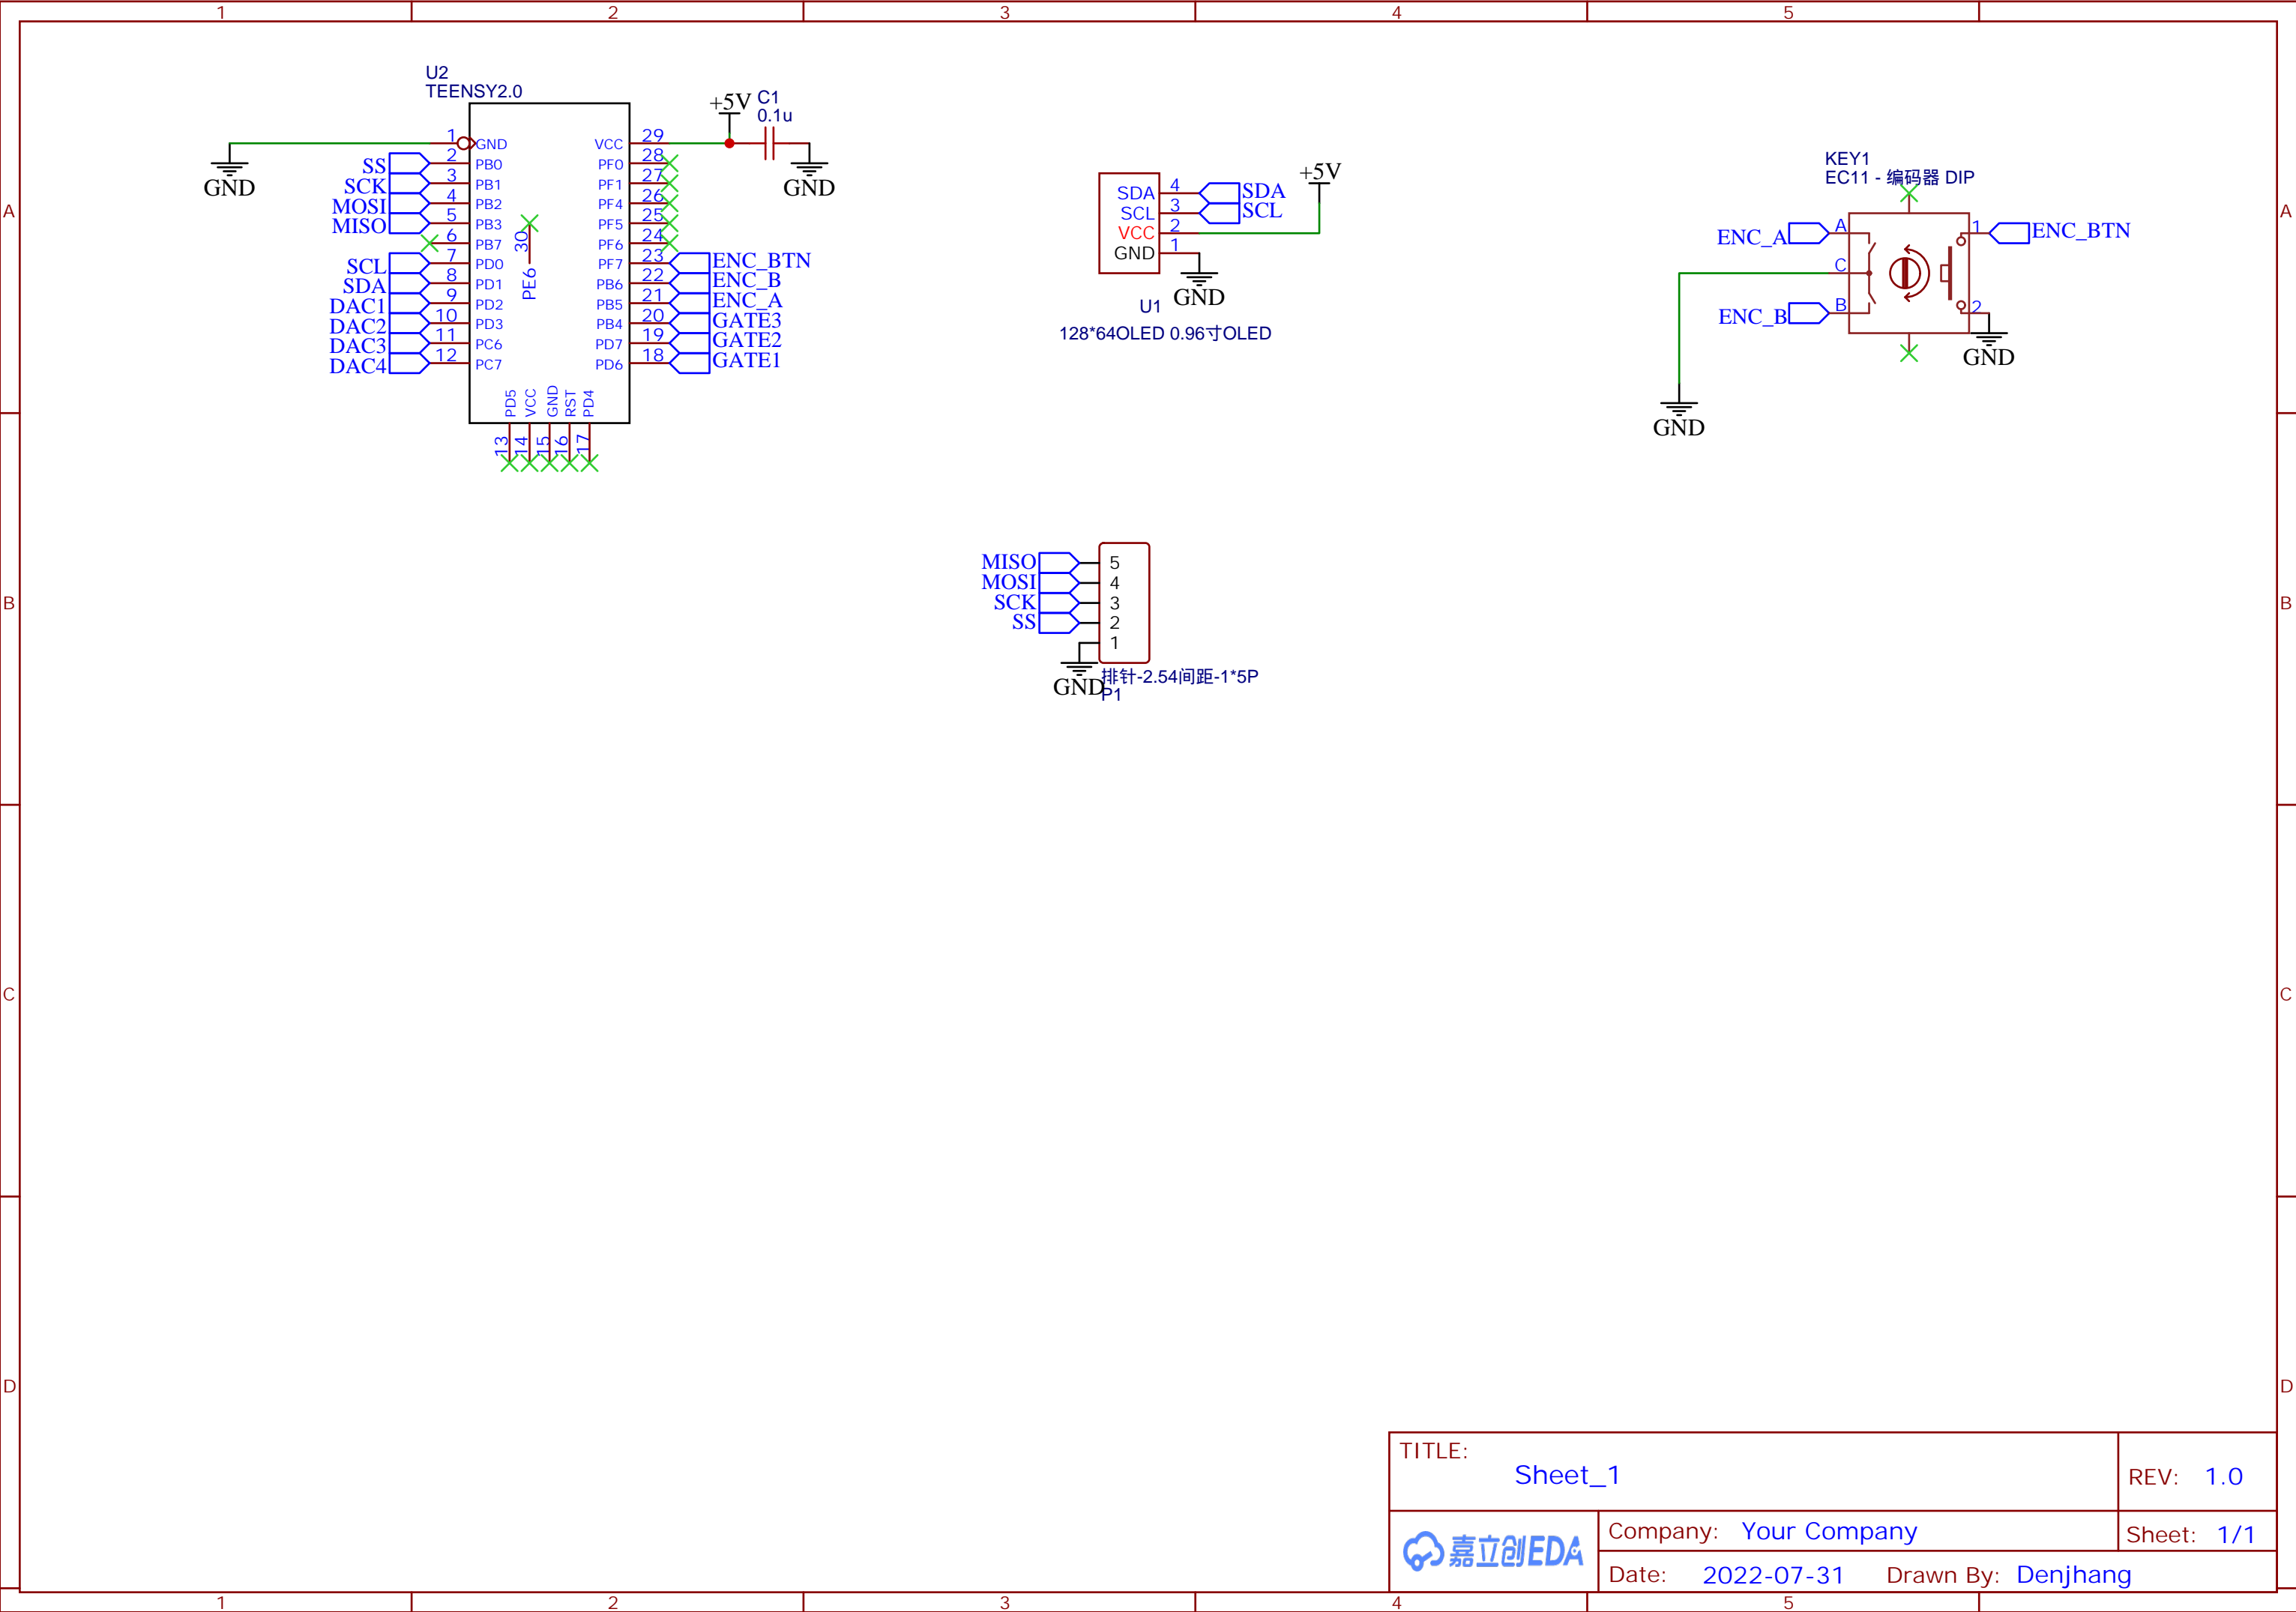 1 2 3 4 5
A A
B B
C C
D D
U2
TEENSY2.0
1 GND
SS 2 PB0
SCK 3 PB1
MOSI 4 PB2
MISO 5 PB3
6 PB7
SCL 7 PD0
SDA 8 PD1
DAC1 9 PD2
DAC2 10 PD3
DAC3 11 PC6
DAC4 12 PC7
GND
30 PE6
VCC 29
PF0 28
PF1 27
PF4 26
PF5 25
PF6 24
PF7 23 ENC_BTN
PB6 22 ENC_B
PB5 21 ENC_A
PB4 20 GATE3
PD7 19 GATE2
PD6 18 GATE1
PD5 VCC GND RST PD4
13 14 15 16 17
+5V
C1
0.1u
GND
SDA 4 SDA
SCL 3 SCL
VCC 2
GND 1
+5V
GND
U1
128*64OLED 0.96寸OLED
KEY1
EC11 - 编码器 DIP
ENC_A A
C
ENC_B B
1 ENC_BTN
2
GND
GND
MISO 5
MOSI 4
SCK 3
SS 2
1
GND
排针-2.54间距-1*5P
P1
TITLE:
Sheet_1
REV: 1.0
嘉立创EDA
Company: Your Company
Sheet: 1/1
Date: 2022-07-31 Drawn By: Denjhang
1 2 3 4 5